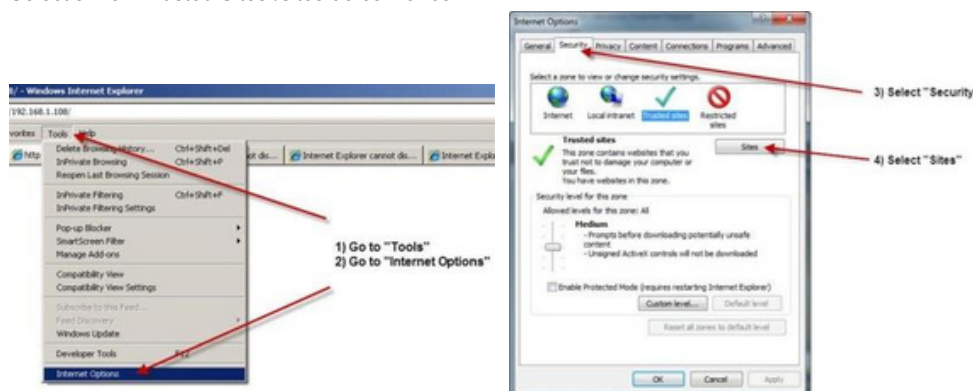 8/ - Windows Internet Explorer
/192.168.1.108/
vorites Tools Help
http
ot dis... Internet Explorer cannot dis... Internet Explo
Delete Browsing History... Ctrl+Shift+Del
InPrivate Browsing Ctrl+Shift+P
Reopen Last Browsing Session
InPrivate Filtering Ctrl+Shift+F
InPrivate Filtering Settings
Pop-up Blocker
SmartScreen Filter
Manage Add-ons
Compatibility View
Compatibility View Settings
Subscribe to this Feed...
Feed Discovery
Windows Update
Developer Tools F12
Internet Options
1) Go to "Tools"
2) Go to "Internet Options"
Internet Options
General Security Privacy Content Connections Programs Advanced
Select a zone to view or change security settings.
Internet Local intranet Trusted sites Restricted
sites
Trusted sites
Sites
This zone contains websites that you
trust not to damage your computer or
your files.
You have websites in this zone.
Security level for this zone
Allowed levels for this zone: All
Medium
- Prompts before downloading potentially unsafe
content
- Unsigned ActiveX controls will not be downloaded
Enable Protected Mode (requires restarting Internet Explorer)
Custom level... Default level
Reset all zones to default level
OK Cancel Apply
3) Select "Security
4) Select "Sites"